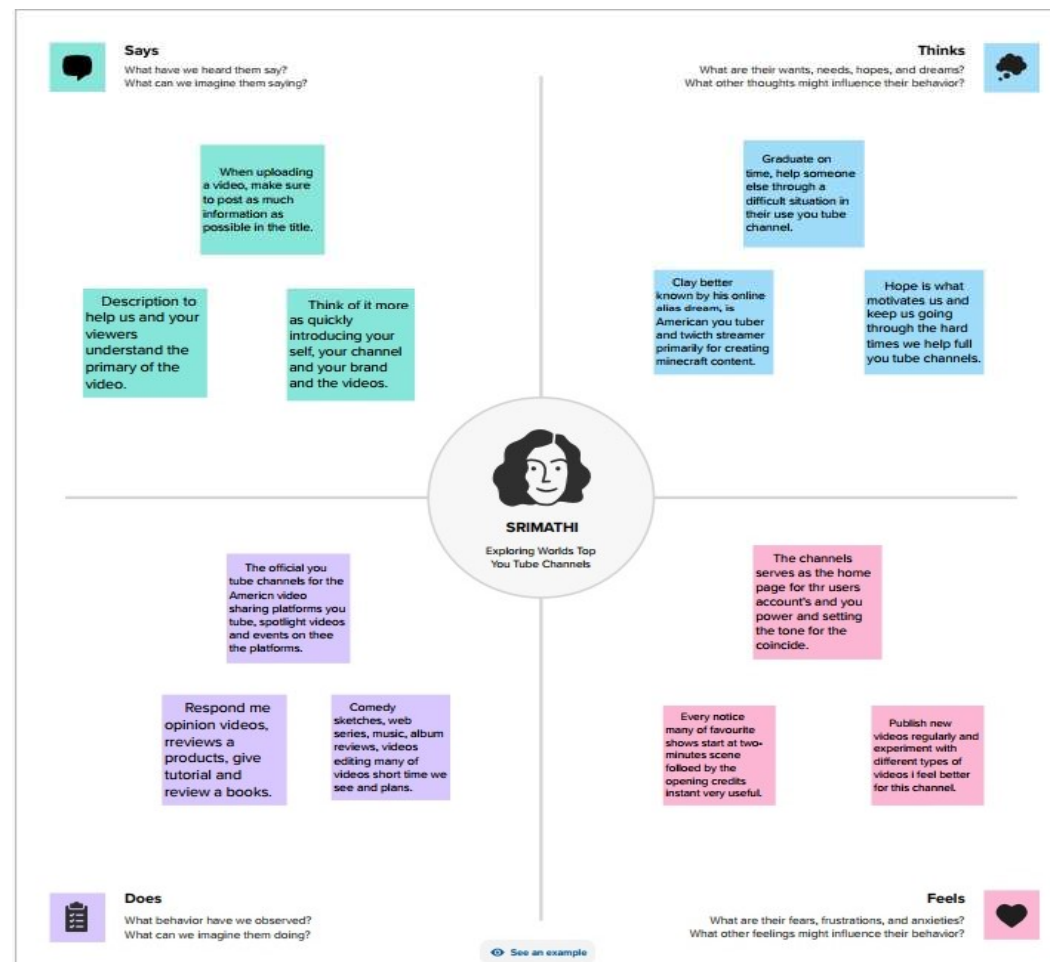 Says
What have we heard them say?
What can we imagine them saying?
Thinks
What are their wants, needs, hopes, and dreams?
What other thoughts might influence their behavior?
When uploading
a video, make sure
to post as much
information as
possible in the title.
Description to
help us and your
viewers
understand the
primary of the
video.
Think of it more
as quickly
introducing your
self, your channel
and your brand
and the videos.
Graduate on
time, help someone
else through a
difficult situation in
their use you tube
channel.
Clay better
known by his online
alias dream, is
American you tuber
and twicth streamer
primarily for creating
minecraft content.
Hope is what
motivates us and
keep us going
through the hard
times we help full
you tube channels.
SRIMATHI
Exploring Worlds Top
You Tube Channels
The official you
tube channels for the
Americn video
sharing platforms you
tube, spotlight videos
and events on thee
the platforms.
Respond me
opinion videos,
rreviews a
products, give
tutorial and
review a books.
Comedy
sketches, web
series, music, album
reviews, videos
editing many of
videos short time we
see and plans.
The channels
serves as the home
page for thr users
account's and you
power and setting
the tone for the
coincide.
Every notice
many of favourite
shows start at two-
minutes scene
folloed by the
opening credits
instant very useful.
Publish new
videos regularly and
experiment with
different types of
videos i feel better
for this channel.
Does
What behavior have we observed?
What can we imagine them doing?
Feels
What are their fears, frustrations, and anxieties?
What other feelings might influence their behavior?
See an example